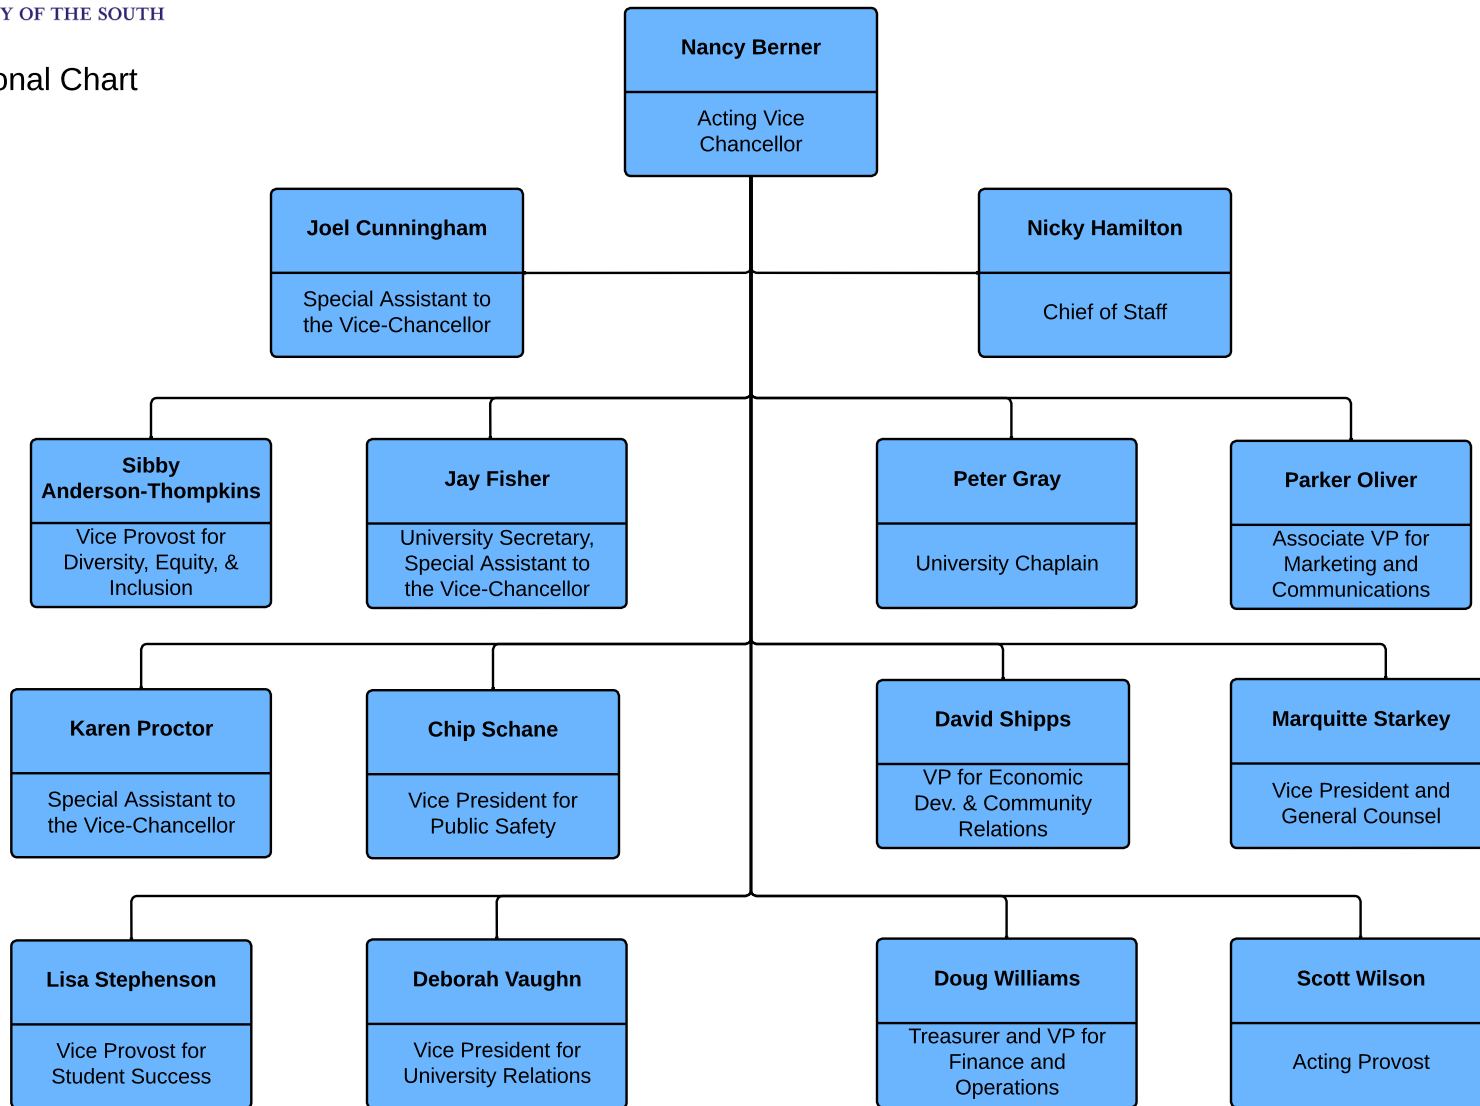 Y OF THE SOUTH
onal Chart
Nancy Berner
Acting Vice
Chancellor
Joel Cunningham
Special Assistant to
the Vice-Chancellor
Nicky Hamilton
Chief of Staff
Sibby
Anderson-Thompkins
Vice Provost for
Diversity, Equity, &
Inclusion
Jay Fisher
University Secretary,
Special Assistant to
the Vice-Chancellor
Peter Gray
University Chaplain
Parker Oliver
Associate VP for
Marketing and
Communications
Karen Proctor
Special Assistant to
the Vice-Chancellor
Chip Schane
Vice President for
Public Safety
David Shipps
VP for Economic
Dev. & Community
Relations
Marquitte Starkey
Vice President and
General Counsel
Lisa Stephenson
Vice Provost for
Student Success
Deborah Vaughn
Vice President for
University Relations
Doug Williams
Treasurer and VP for
Finance and
Operations
Scott Wilson
Acting Provost